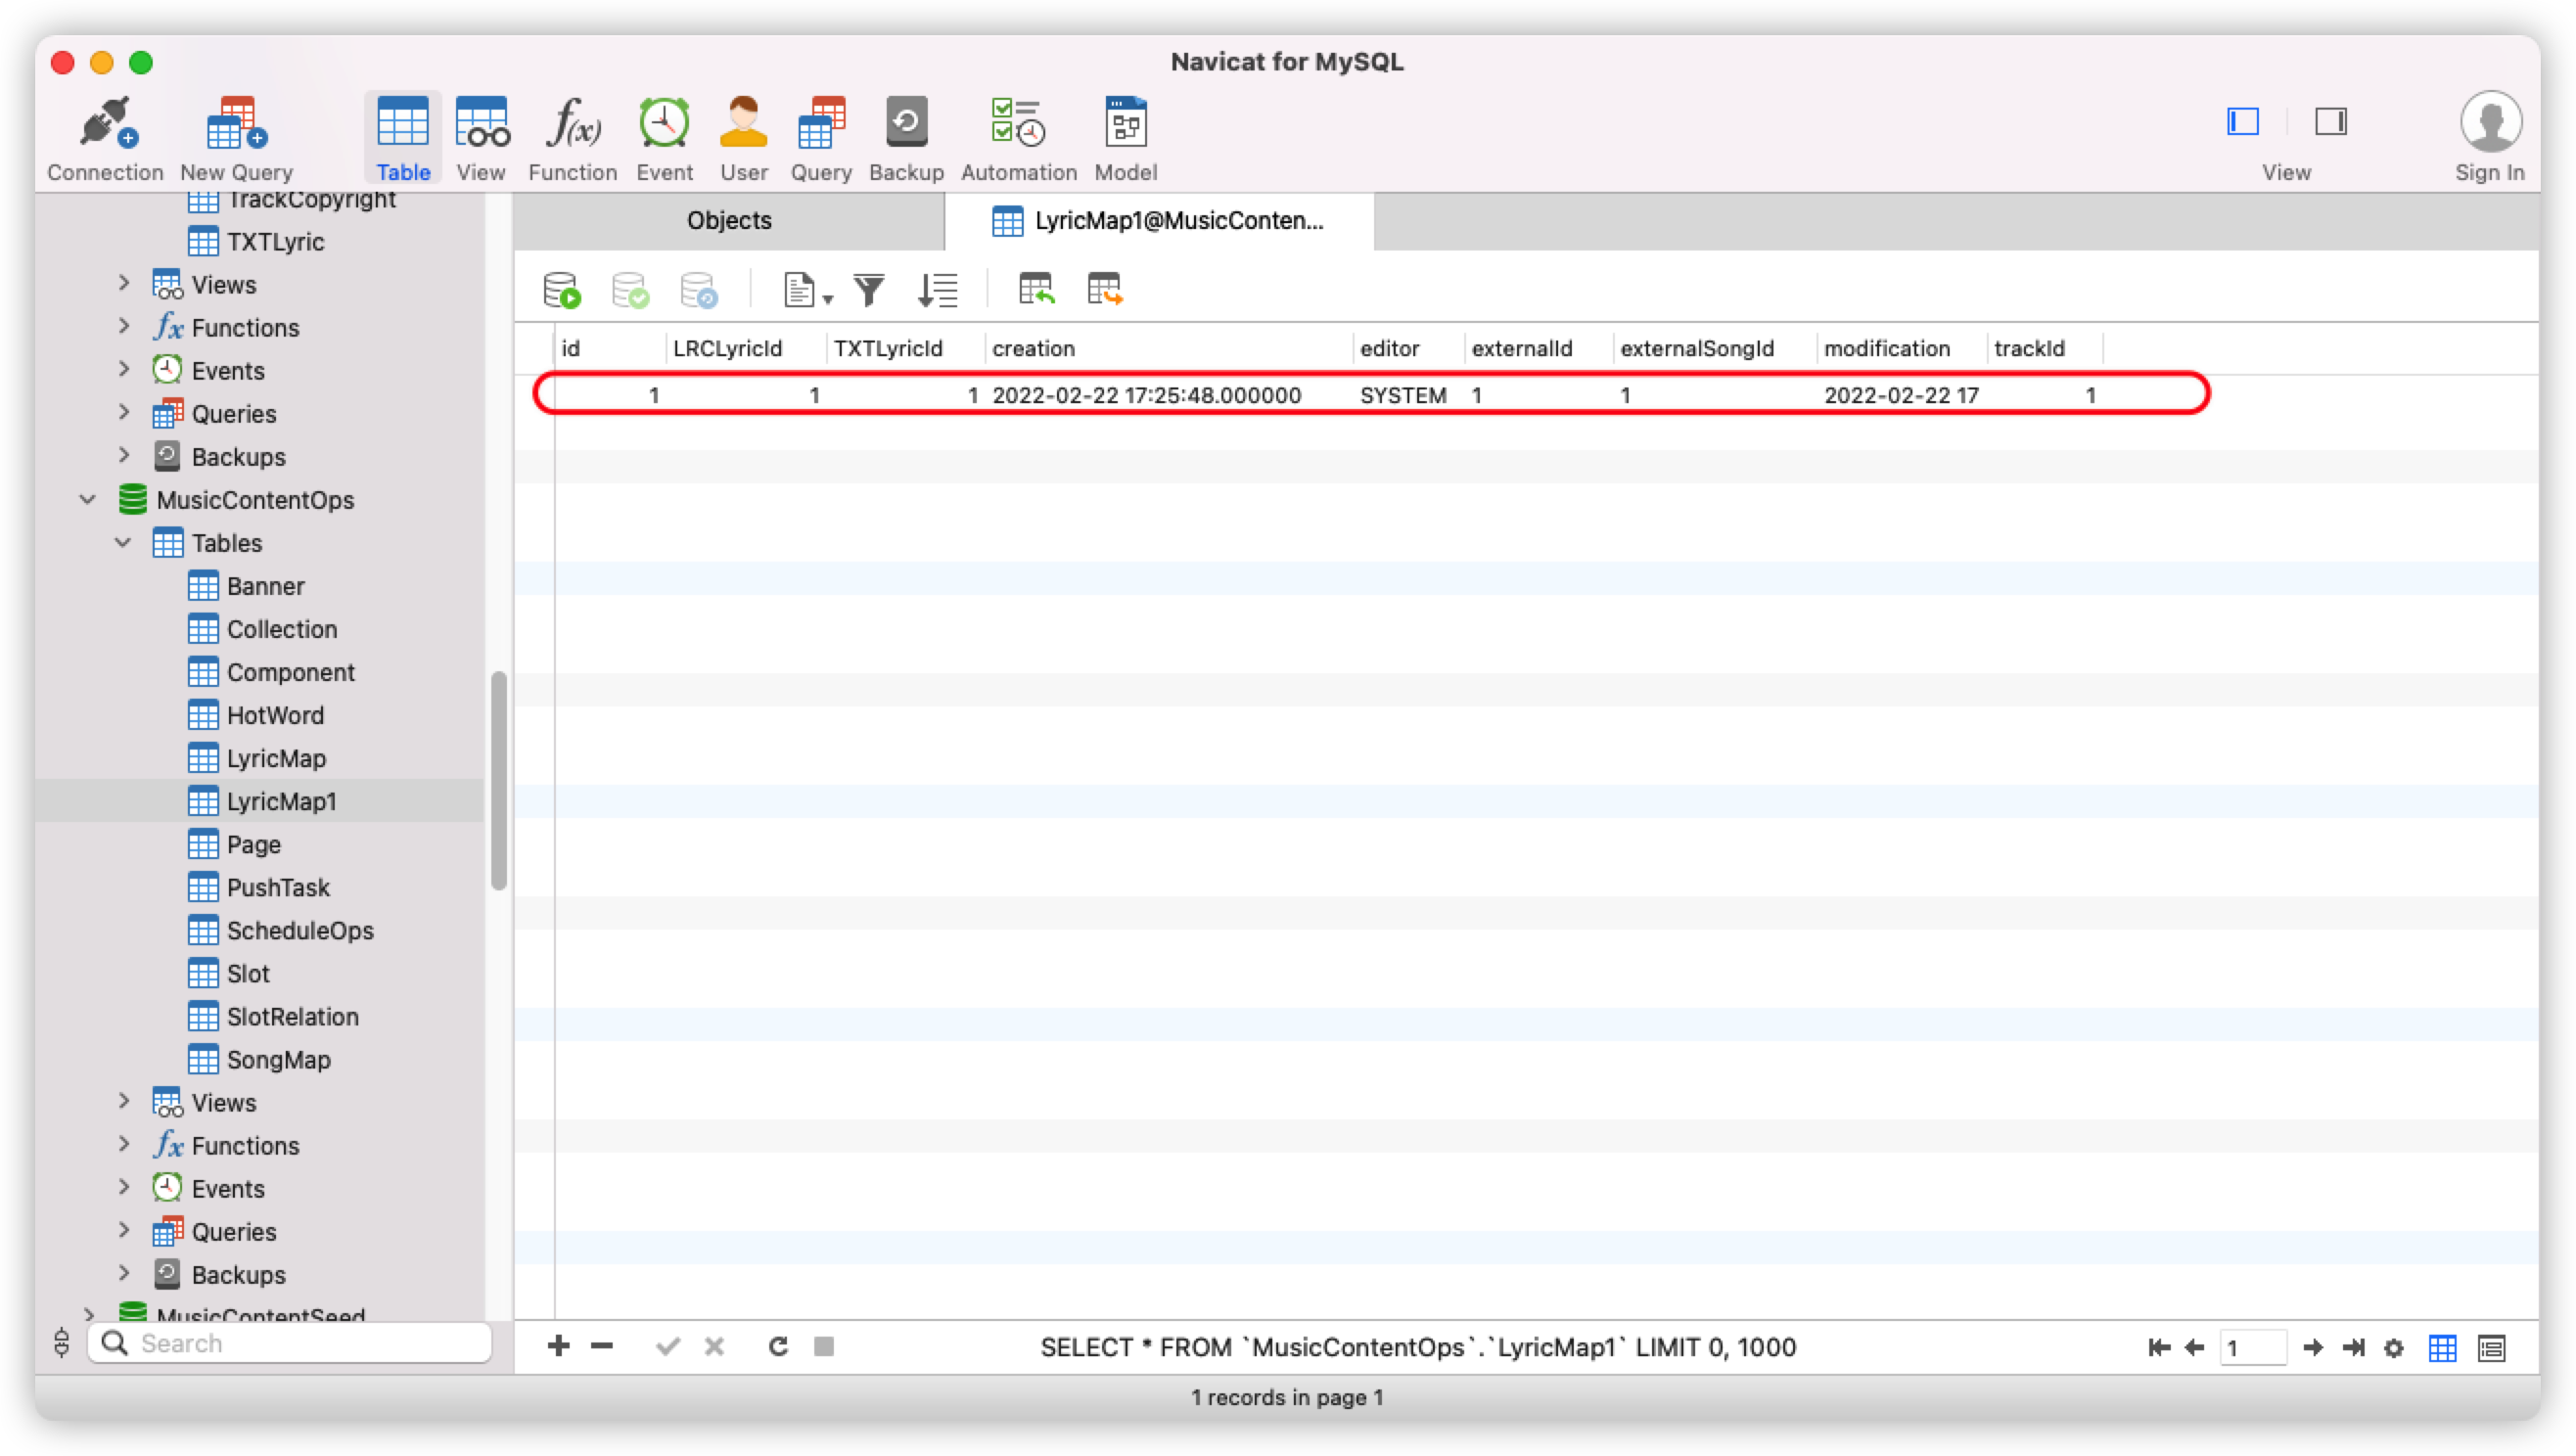 Navicat for MySQL
Connection New Query Table View Function Event User Query Backup Automation Model View Sign In
TrackCopyright
TXTLyric
Views
Functions
Events
Queries
Backups
MusicContentOps
Tables
Banner
Collection
Component
HotWord
LyricMap
LyricMap1
Page
PushTask
ScheduleOps
Slot
SlotRelation
SongMap
Views
Functions
Events
Queries
Backups
MusicContentSeed
Search
Objects LyricMap1@MusicConten...
id LRCLyricId TXTLyricId creation editor externalId externalSongId modification trackId
1 1 1 2022-02-22 17:25:48.000000 SYSTEM 1 1 2022-02-22 17 1
SELECT * FROM `MusicContentOps`.`LyricMap1` LIMIT 0, 1000 1
1 records in page 1